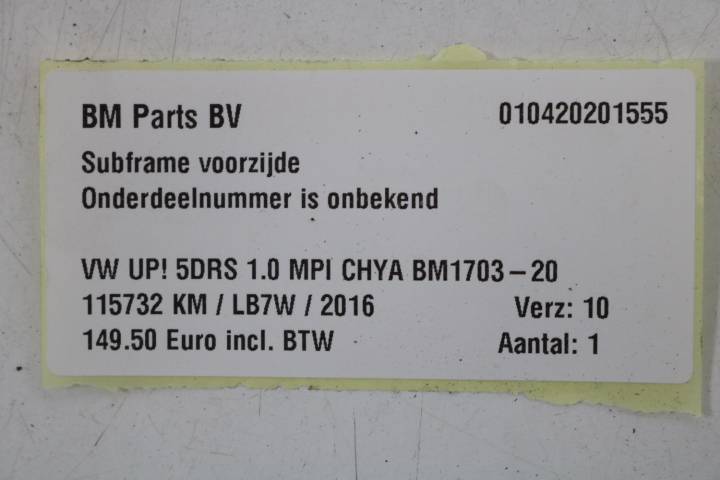 BM Parts BV 010420201555
Subframe voorzijde
Onderdeelnummer is onbekend
VW UP! 5DRS 1.0 MPI CHYA BM1703-20
115732 KM / LB7W / 2016 Verz: 10
149.50 Euro incl. BTW Aantal: 1